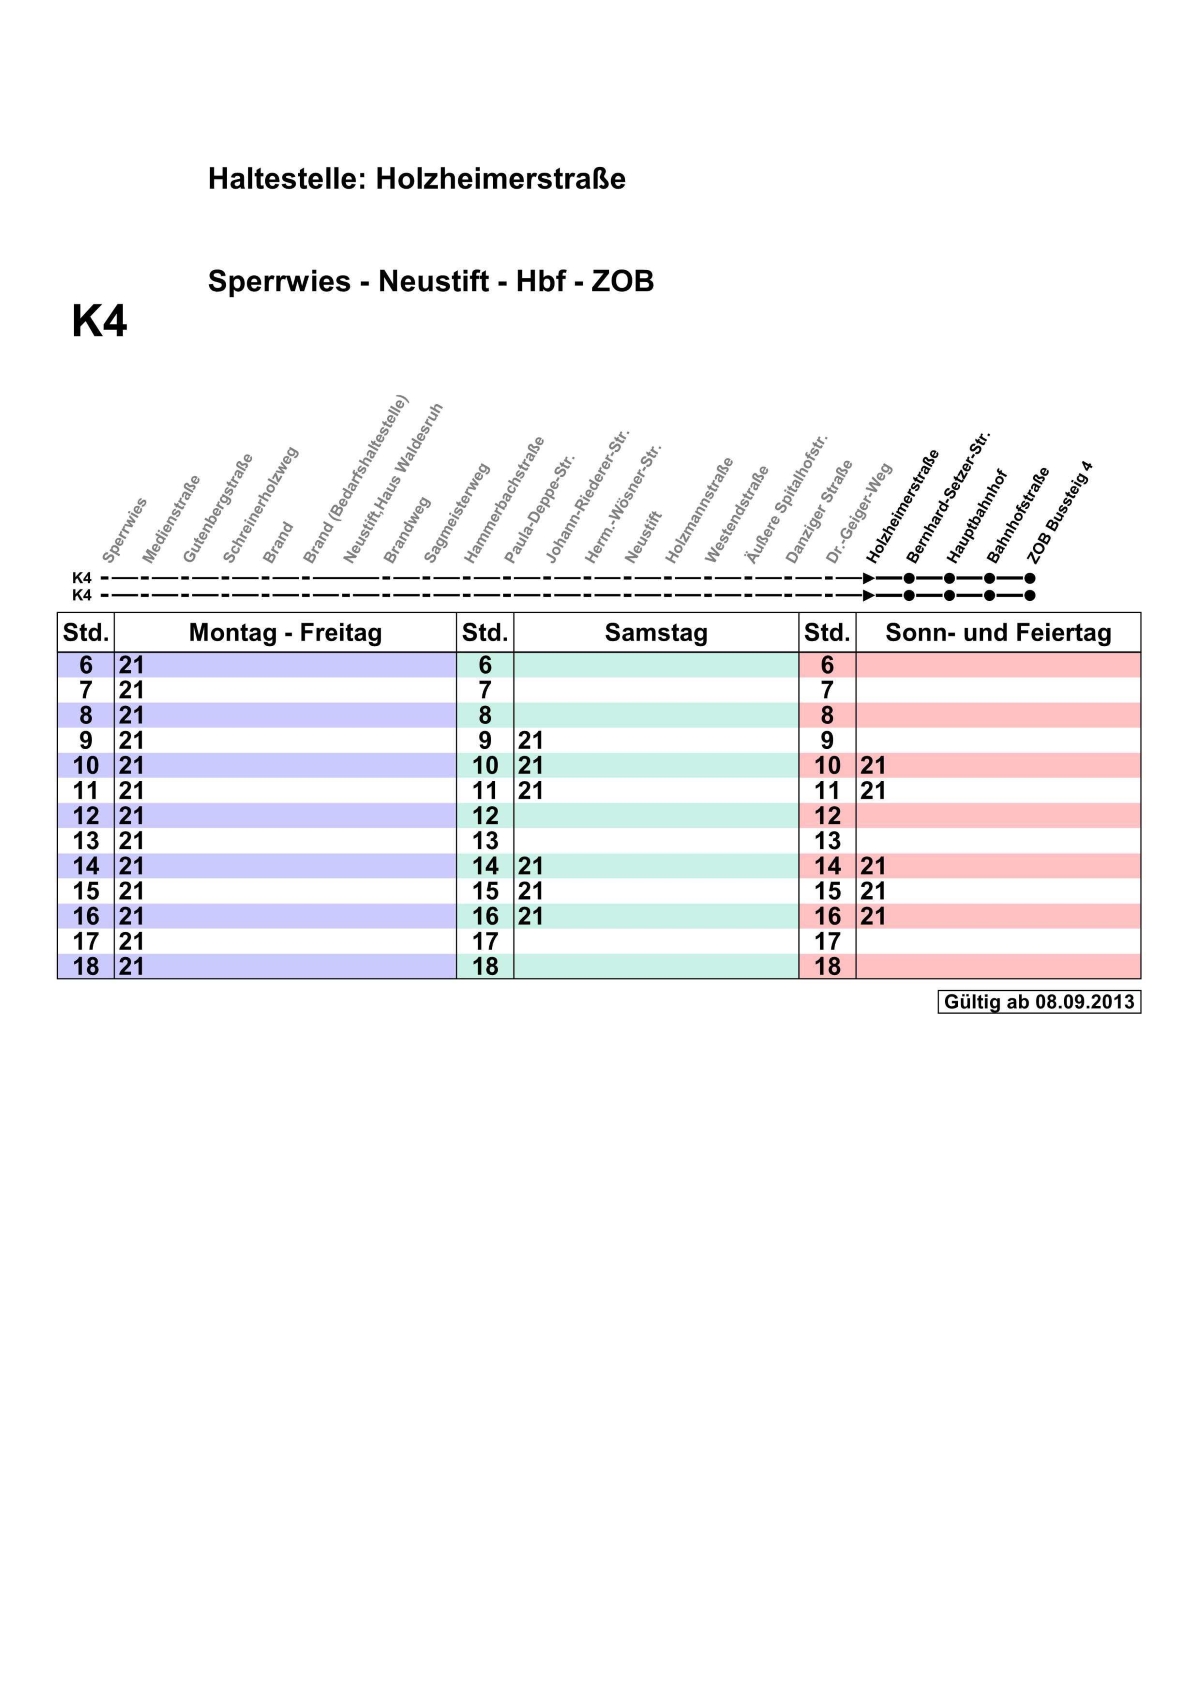 Haltestelle: Holzheimerstraße
Sperrwies - Neustift - Hbf - ZOB
K4
Sperrwies
Medienstraße
Gutenbergstraße
Schreinerholzweg
Brand
Brand (Bedarfshaltestelle)
Neustift,Haus Waldesruh
Brandweg
Sagmeisterweg
Hammerbachstraße
Paula-Deppe-Str.
Johann-Riederer-Str.
Herm.-Wösner-Str.
Neustift
Holzmannstraße
Westendstraße
Äußere Spitalhofstr.
Danziger Straße
Dr.-Geiger-Weg
Holzheimerstraße
Bernhard-Setzer-Str.
Hauptbahnhof
Bahnhofstraße
ZOB Bussteig 4
K4
K4
Std. Montag - Freitag Std. Samstag Std. Sonn- und Feiertag
6 21 6 6
7 21 7 7
8 21 8 8
9 21 9 21 9
10 21 10 21 10 21
11 21 11 21 11 21
12 21 12 12
13 21 13 13
14 21 14 21 14 21
15 21 15 21 15 21
16 21 16 21 16 21
17 21 17 17
18 21 18 18
Gültig ab 08.09.2013